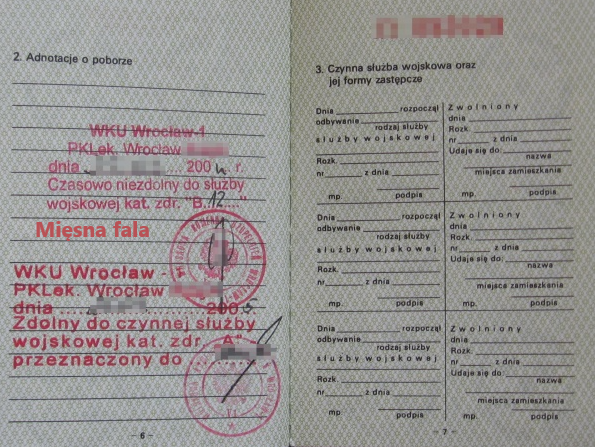 2. Adnotacje o poborze
WKU Wrocław-1
PKLek. Wrocław
dnia 200 r.
Czasowo niezdolny do służby
wojskowej kat. zdr. "B.12...."
Mięsna fala
WKU Wrocław -
PKLek. Wrocław
dnia 2005
Zdolny do czynnej służby
wojskowej kat. zdr. „A" -
przeznaczony do
– 6 –
3. Czynna służba wojskowa oraz
jej formy zastępcze
Dnia rozpoczął
odbywanie
rodzaj służby
służby wojskowej
Rozk.
nr z dnia
mp. podpis
Zwolniony
dnia
Rozk.
nr z dnia
Udaje się do:
nazwa
miejsca zamieszkania
mp. podpis
Dnia rozpoczął
odbywanie
rodzaj służby
służby wojskowej
Rozk.
nr z dnia
mp. podpis
Zwolniony
dnia
Rozk.
nr z dnia
Udaje się do:
nazwa
miejsca zamieszkania
mp. podpis
Dnia rozpoczął
odbywanie
rodzaj służby
służby wojskowej
Rozk.
nr z dnia
mp. podpis
Zwolniony
dnia
Rozk.
nr z dnia
Udaje się do:
nazwa
miejsca zamieszkania
mp. podpis
– 7 –